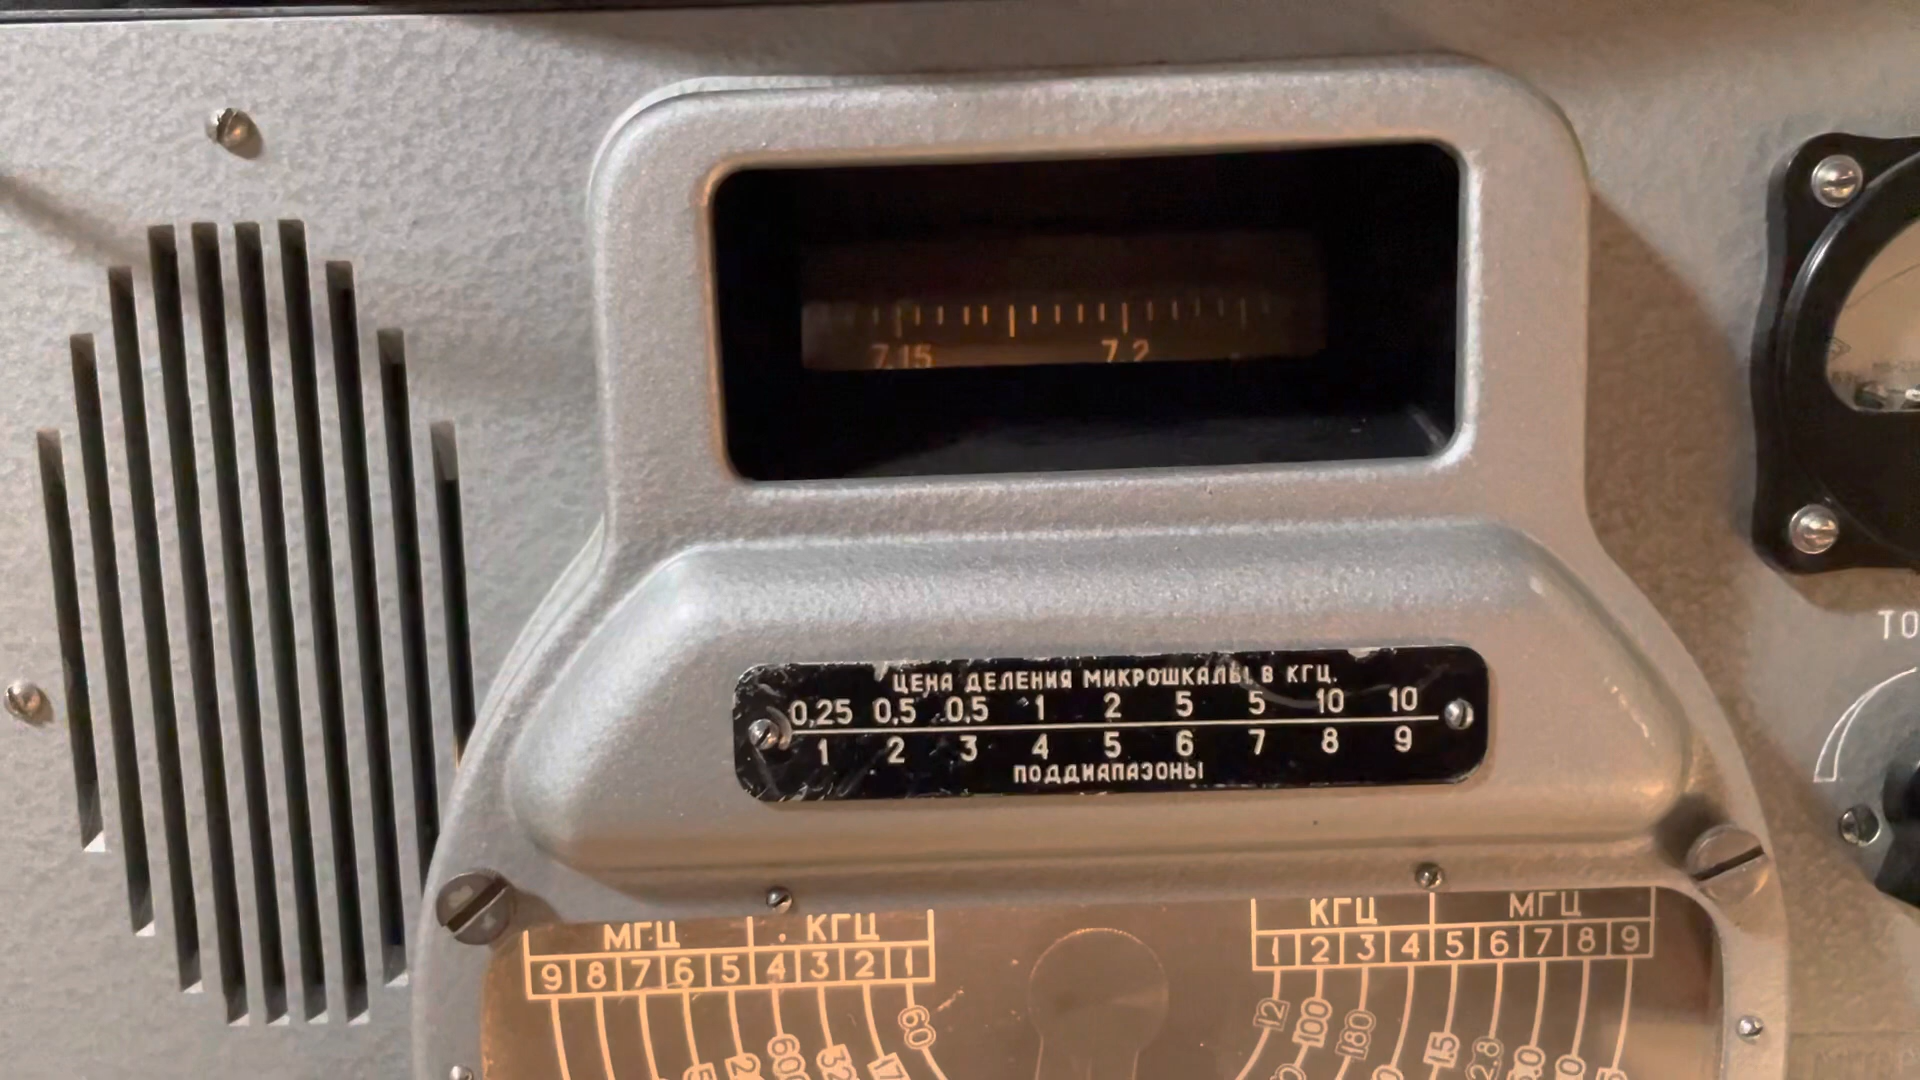 7.15 7.2
ЦЕНА ДЕЛЕНИЯ МИКРОШКАЛЫ В КГЦ.
0,25 0,5 0,5 1 2 5 5 10 10
1 2 3 4 5 6 7 8 9
ПОДДИАПАЗОНЫ
ТО
МГЦ КГЦ
9 8 7 6 5 4 3 2 1
КГЦ МГЦ
1 2 3 4 5 6 7 8 9
600 60
12 100 180 1.5 2.8